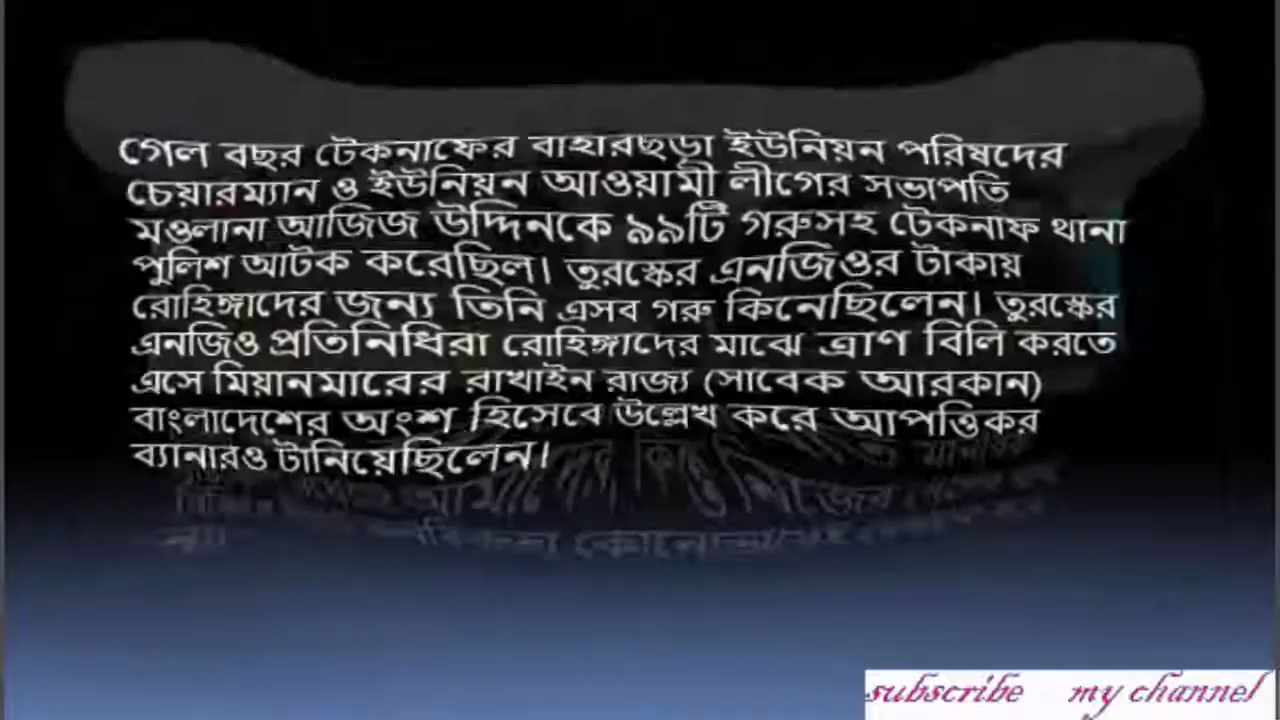 গেল বছর টেকনাফের বাহারছড়া ইউনিয়ন পরিষদের
চেয়ারম্যান ও ইউনিয়ন আওয়ামী লীগের সভাপতি
মওলানা আজিজ উদ্দিনকে ৯৯টি গরুসহ টেকনাফ থানা
পুলিশ আটক করেছিল। তুরস্কের এনজিওর টাকায়
রোহিঙ্গাদের জন্য তিনি এসব গরু কিনেছিলেন। তুরস্কের
এনজিও প্রতিনিধিরা রোহিঙ্গাদের মাঝে ত্রাণ বিলি করতে
এসে মিয়ানমারের রাখাইন রাজ্য (সাবেক আরকান)
বাংলাদেশের অংশ হিসেবে উল্লেখ করে আপত্তিকর
ব্যানারও টানিয়েছিলেন।
subscribe my channel